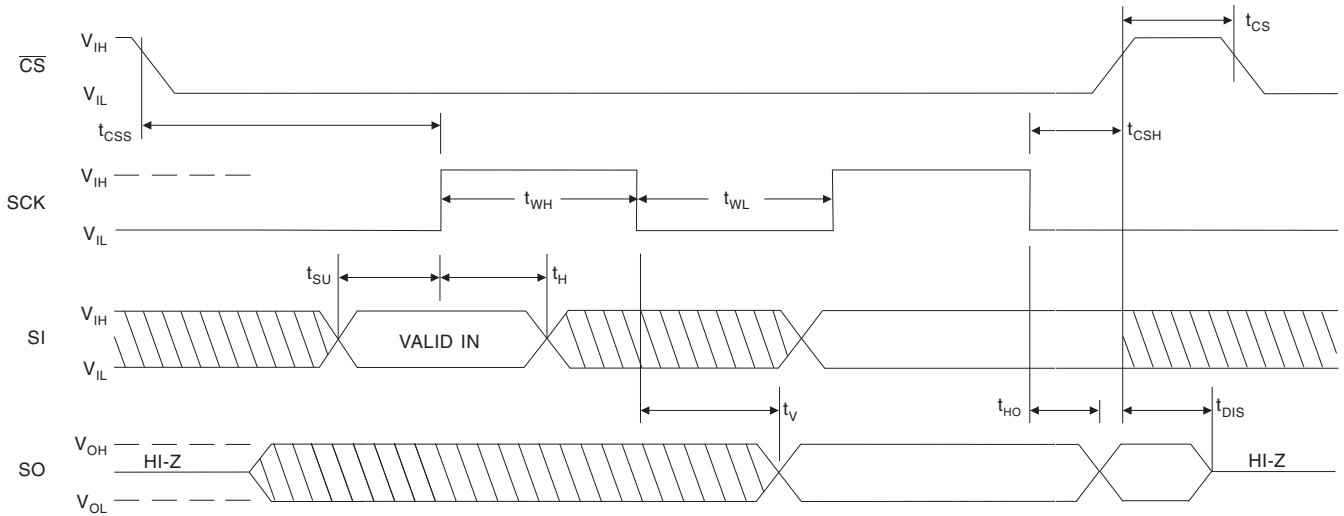 t_CS
V_IH
C̅S̅
V_IL
t_CSS
t_CSH
V_IH
SCK
t_WH
t_WL
V_IL
t_SU
t_H
V_IH
SI
VALID IN
V_IL
t_V
t_HO
t_DIS
V_OH
SO
HI-Z
HI-Z
V_OL